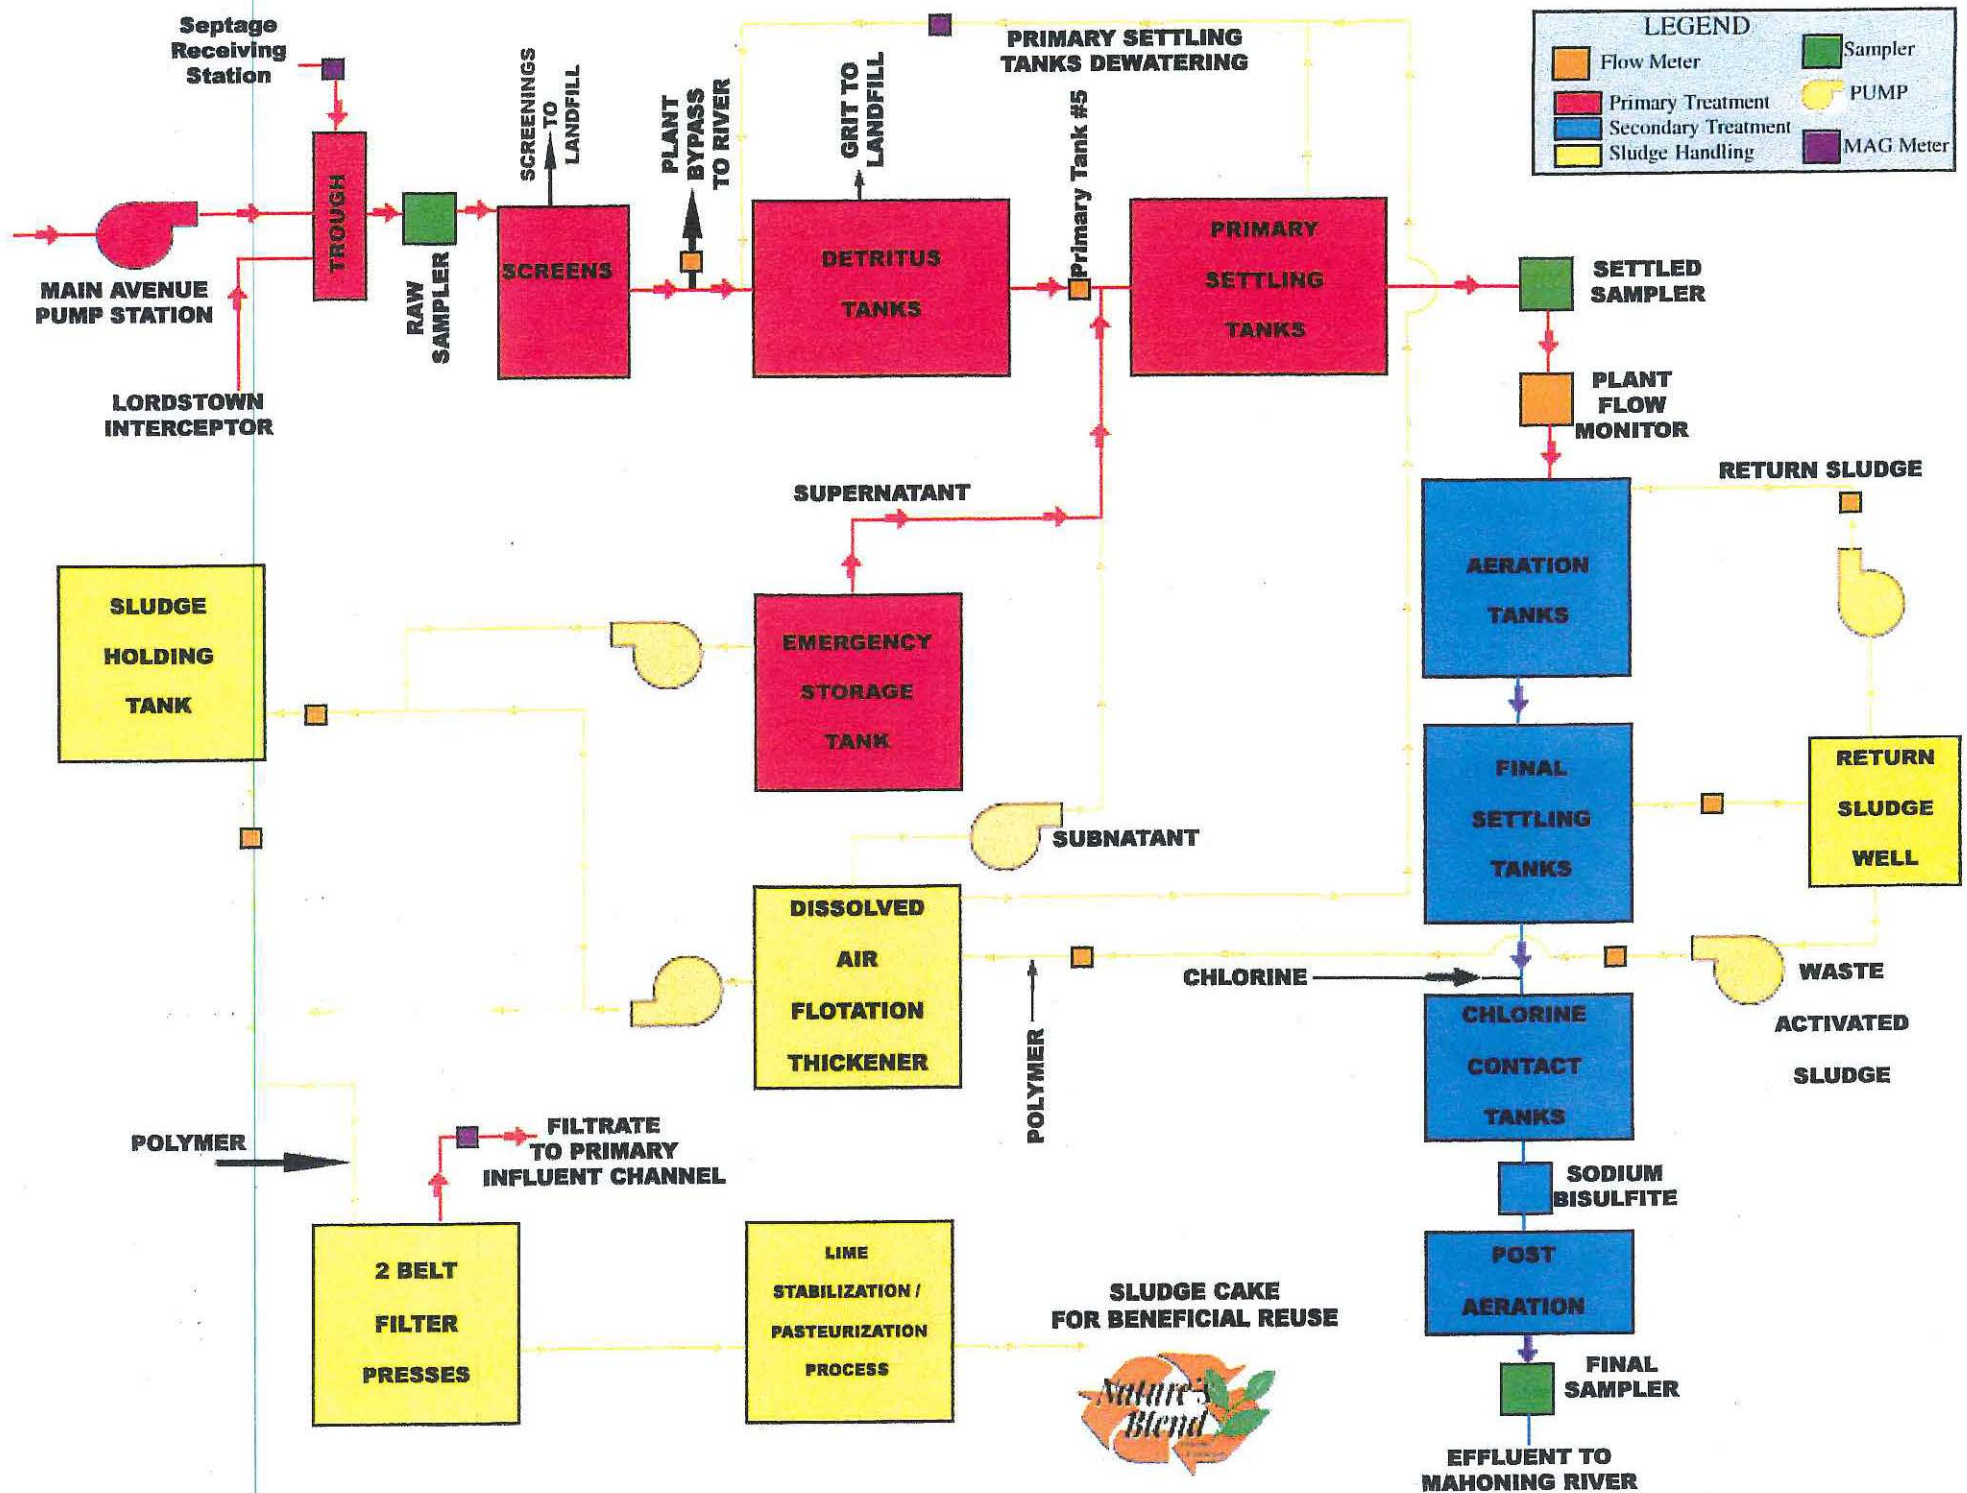 Septage
Receiving
Station
SCREENINGS
TO
LANDFILL
PLANT
BYPASS
TO RIVER
GRIT TO
LANDFILL
PRIMARY SETTLING
TANKS DEWATERING
Primary Tank #5
LEGEND
Flow Meter
Sampler
Primary Treatment
PUMP
Secondary Treatment
Sludge Handling
MAG Meter
TROUGH
MAIN AVENUE
PUMP STATION
RAW
SAMPLER
LORDSTOWN
INTERCEPTOR
SCREENS
DETRITUS
TANKS
PRIMARY
SETTLING
TANKS
SETTLED
SAMPLER
PLANT
FLOW
MONITOR
RETURN SLUDGE
SUPERNATANT
AERATION
TANKS
SLUDGE
HOLDING
TANK
EMERGENCY
STORAGE
TANK
FINAL
SETTLING
TANKS
RETURN
SLUDGE
WELL
SUBNATANT
DISSOLVED
AIR
FLOTATION
THICKENER
POLYMER
CHLORINE
WASTE
ACTIVATED
SLUDGE
CHLORINE
CONTACT
TANKS
POLYMER
FILTRATE
TO PRIMARY
INFLUENT CHANNEL
SODIUM
BISULFITE
2 BELT
FILTER
PRESSES
LIME
STABILIZATION /
PASTEURIZATION
PROCESS
SLUDGE CAKE
FOR BENEFICIAL REUSE
Nature's
Blend
POST
AERATION
FINAL
SAMPLER
EFFLUENT TO
MAHONING RIVER